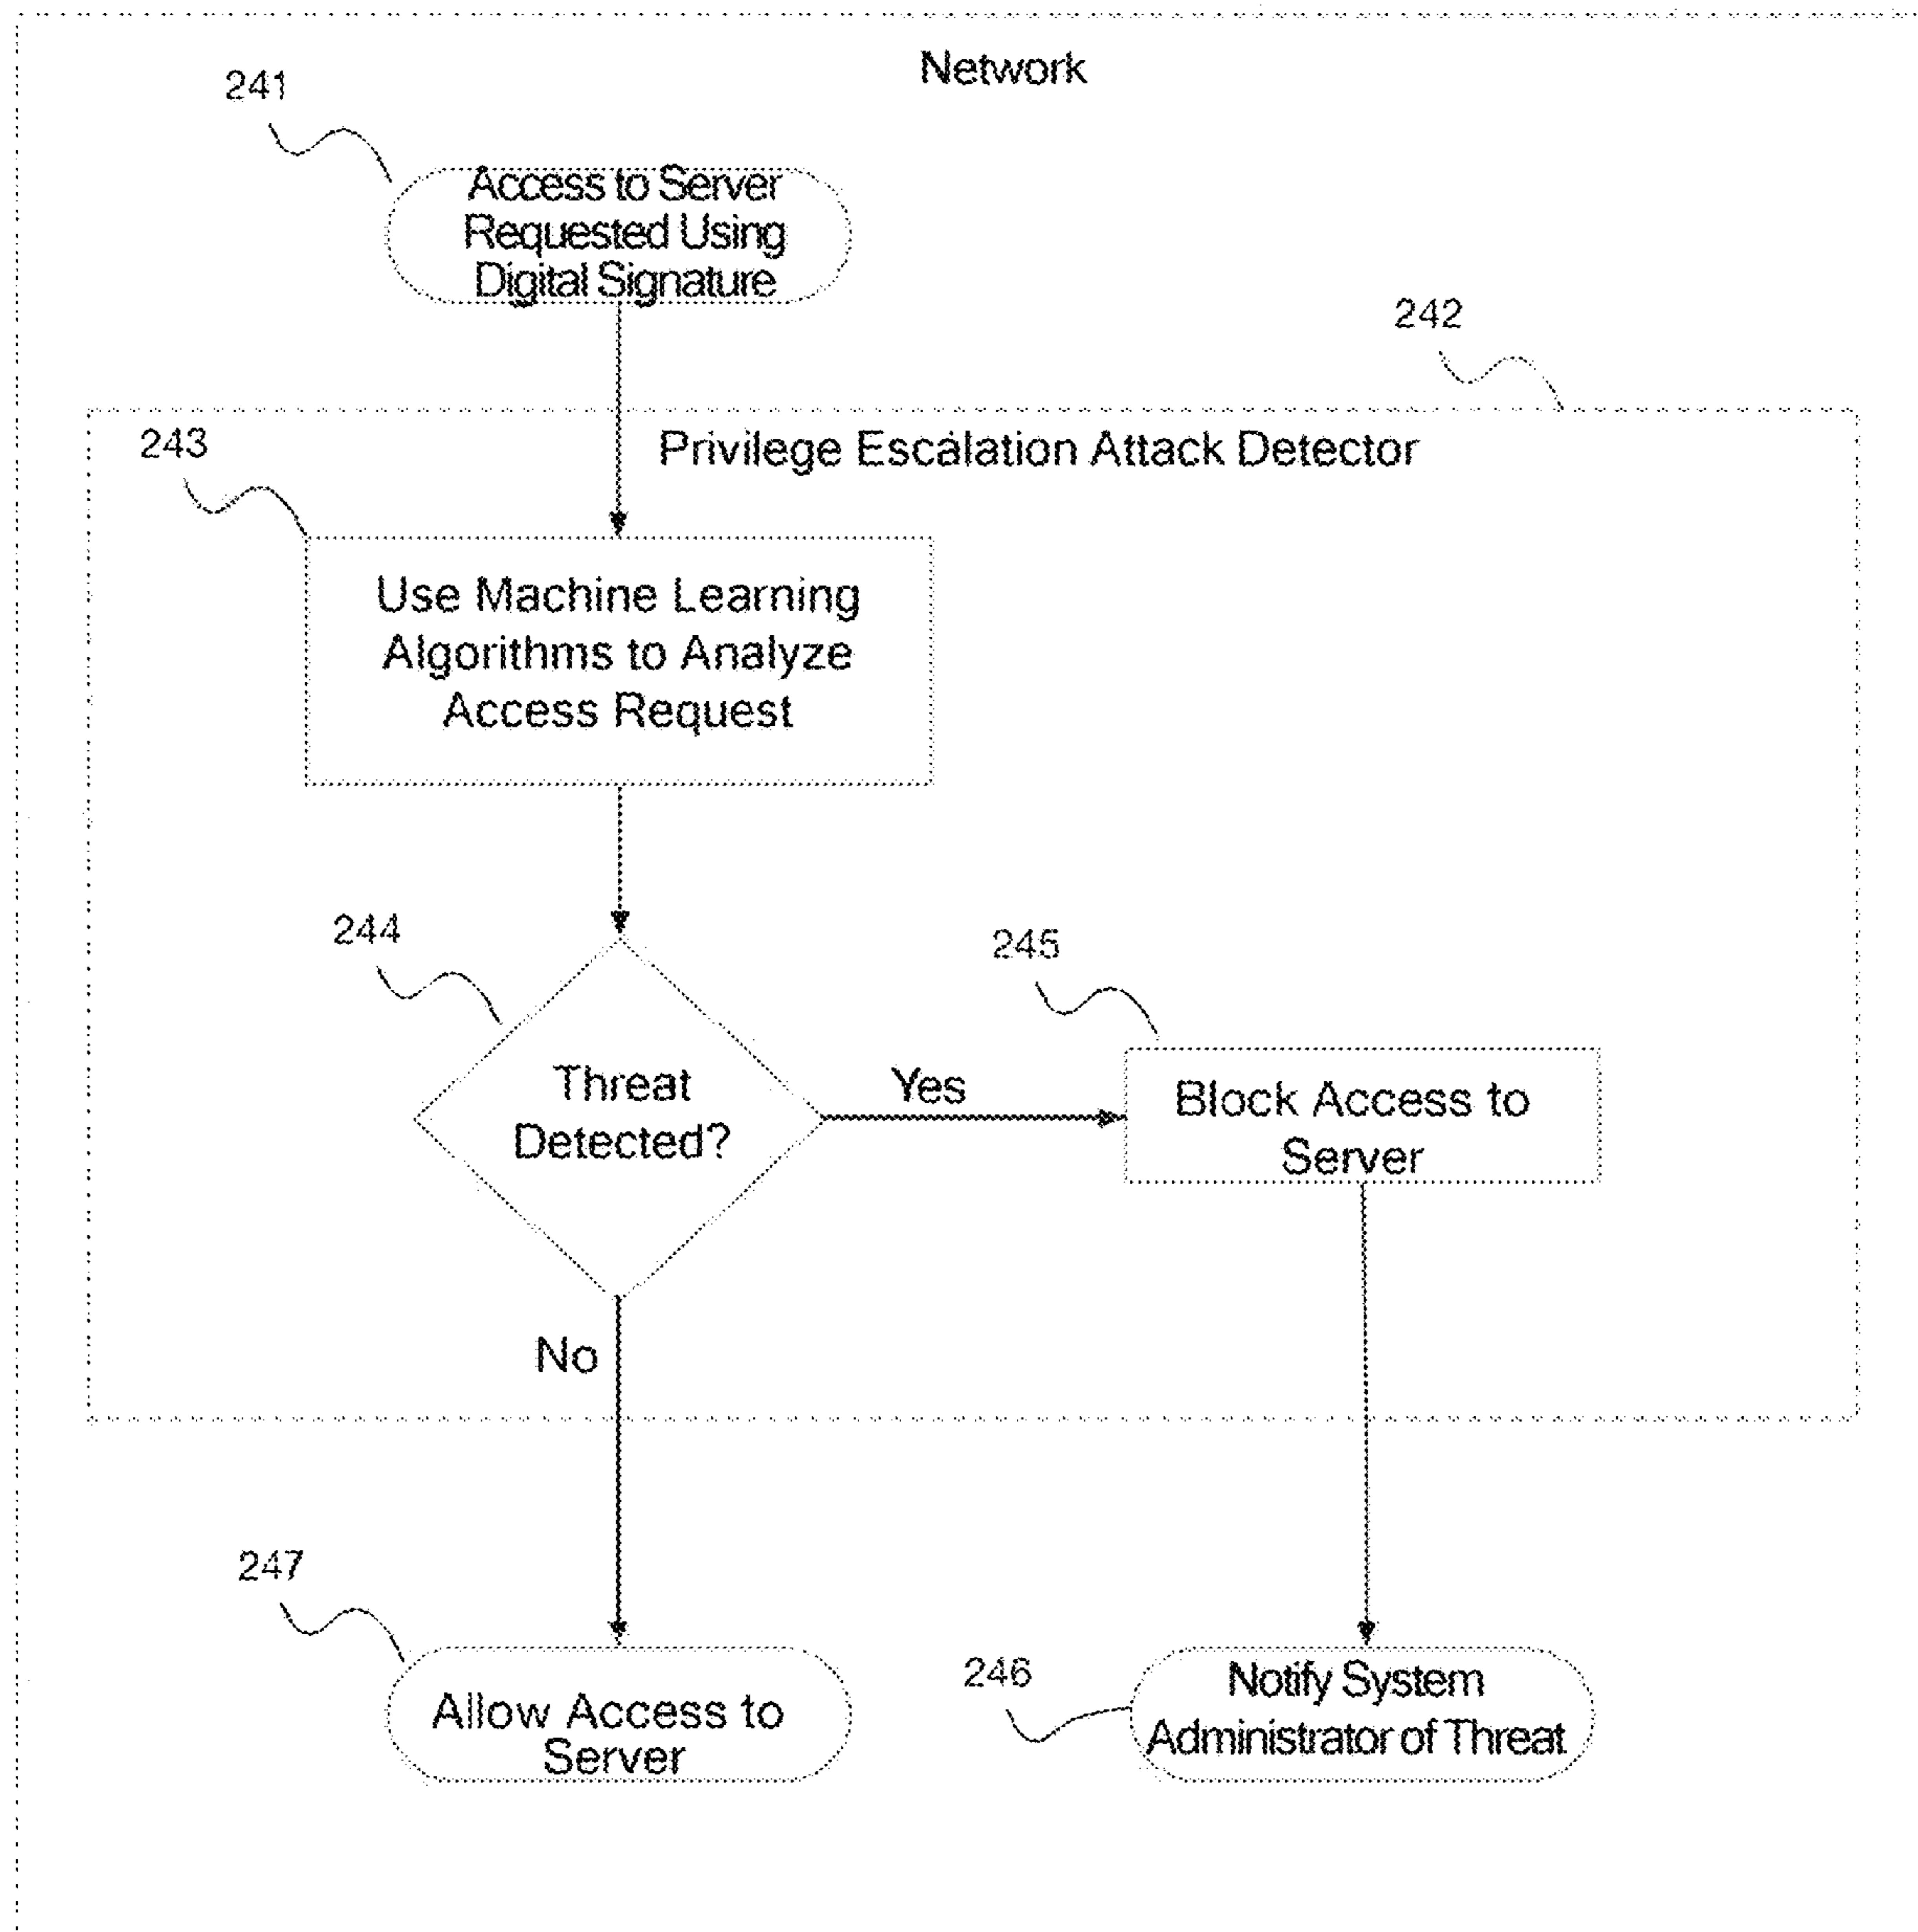 Network
241
Access to Server
Requested Using
Digital Signature
242
243
Privilege Escalation Attack Detector
Use Machine Learning
Algorithms to Analyze
Access Request
244
Threat
Detected?
Yes
245
Block Access to
Server
No
247
Allow Access to
Server
246
Notify System
Administrator of Threat